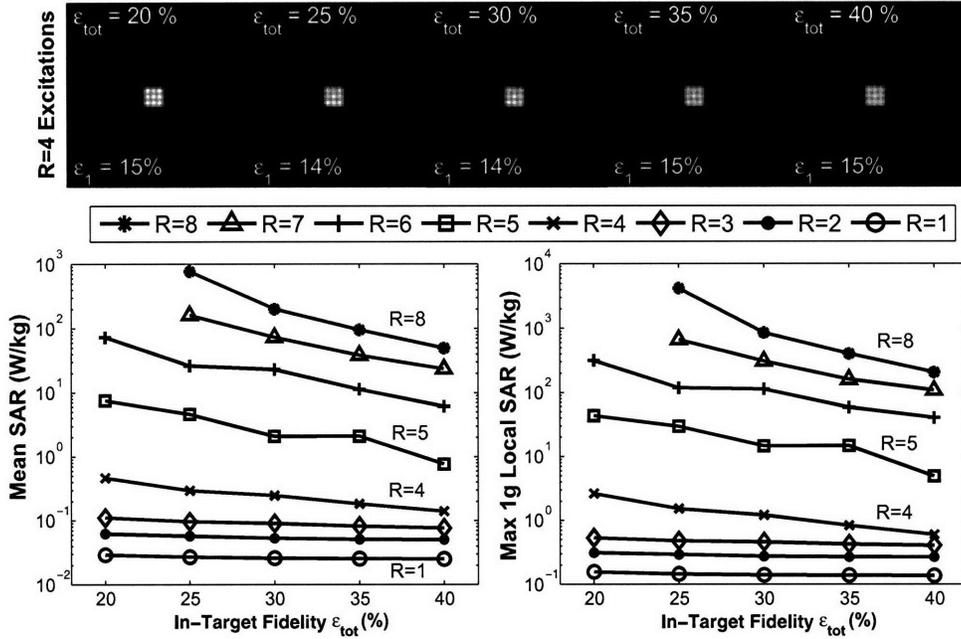 R=4 Excitations
ε_tot = 20 % ε_tot = 25 % ε_tot = 30 % ε_tot = 35 % ε_tot = 40 %
ε_1 = 15% ε_1 = 14% ε_1 = 14% ε_1 = 15% ε_1 = 15%
R=8 R=7 R=6 R=5 R=4 R=3 R=2 R=1
Mean SAR (W/kg)
10^3
10^2
10^1
10^0
10^-1
10^-2
R=8
R=5
R=4
R=1
20 25 30 35 40
In-Target Fidelity ε_tot (%)
Max 1g Local SAR (W/kg)
10^4
10^3
10^2
10^1
10^0
10^-1
R=8
R=5
R=4
20 25 30 35 40
In-Target Fidelity ε_tot (%)